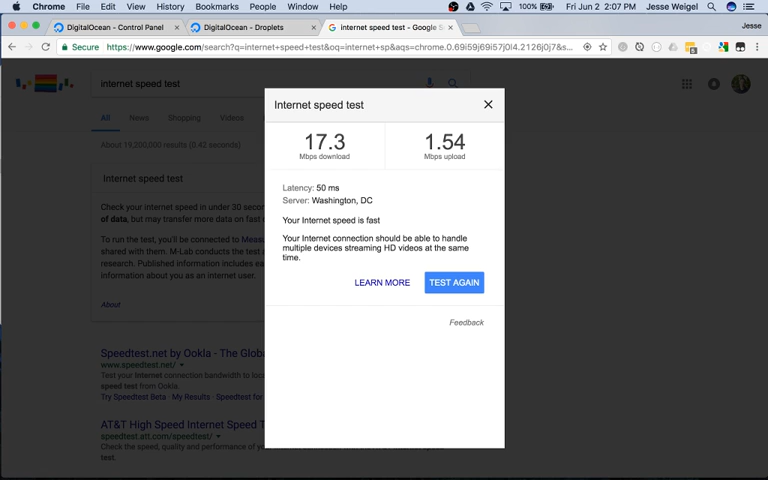 Chrome File Edit View History Bookmarks People Window Help 100% Fri Jun 2 2:07 PM Jesse Weigel
DigitalOcean - Control Panel DigitalOcean - Droplets internet speed test - Google S Jesse
Secure https://www.google.com/search?q=internet+speed+test&oq=internet+sp&aqs=chrome.0.69i59j69i57j0l4.2126j0j7&s...
internet speed test
All News Shopping Videos
About 19,200,000 results (0.42 seconds)
Internet speed test
Check your internet speed in under 30
of data, but may transfer more data on fast
To run the test, you'll be connected to
shared with them. M-Lab conducts the test
research. Published information includes
information about you as an internet user.
About
Speedtest.net by Ookla - The
www.speedtest.net/
Test your Internet connection bandwidth to
speed test from Ookla.
Try Speedtest Beta · My Results · Speedtest for
AT&T High Speed Internet Speed
speedtest.att.com/speedtest/
Check the speed, quality and performance of
test.
Internet speed test
17.3 1.54
Mbps download Mbps upload
Latency: 50 ms
Server: Washington, DC
Your Internet speed is fast
Your Internet connection should be able to handle
multiple devices streaming HD videos at the same
time.
LEARN MORE TEST AGAIN
Feedback